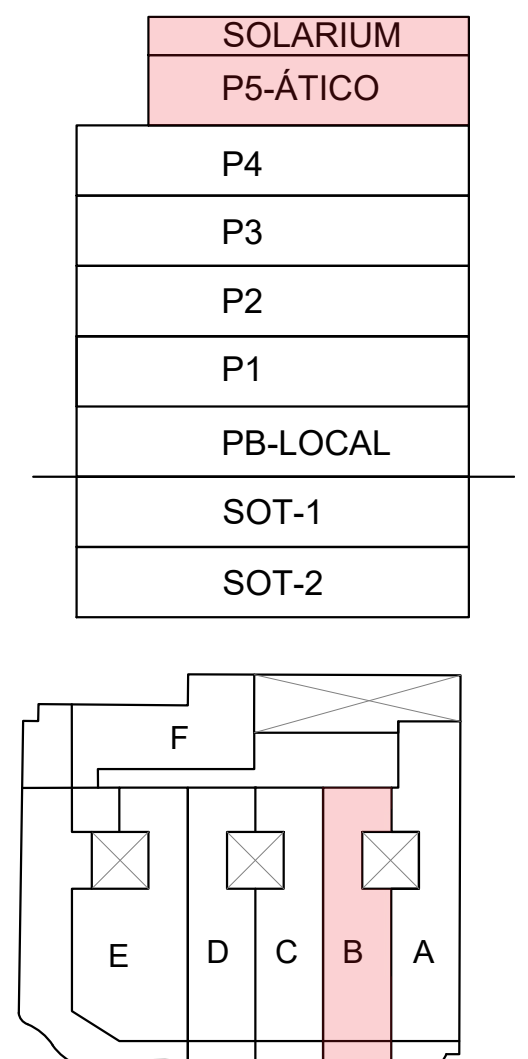 SOLARIUM
P5-ÁTICO
P4
P3
P2
P1
PB-LOCAL
SOT-1
SOT-2
F
E D C B A